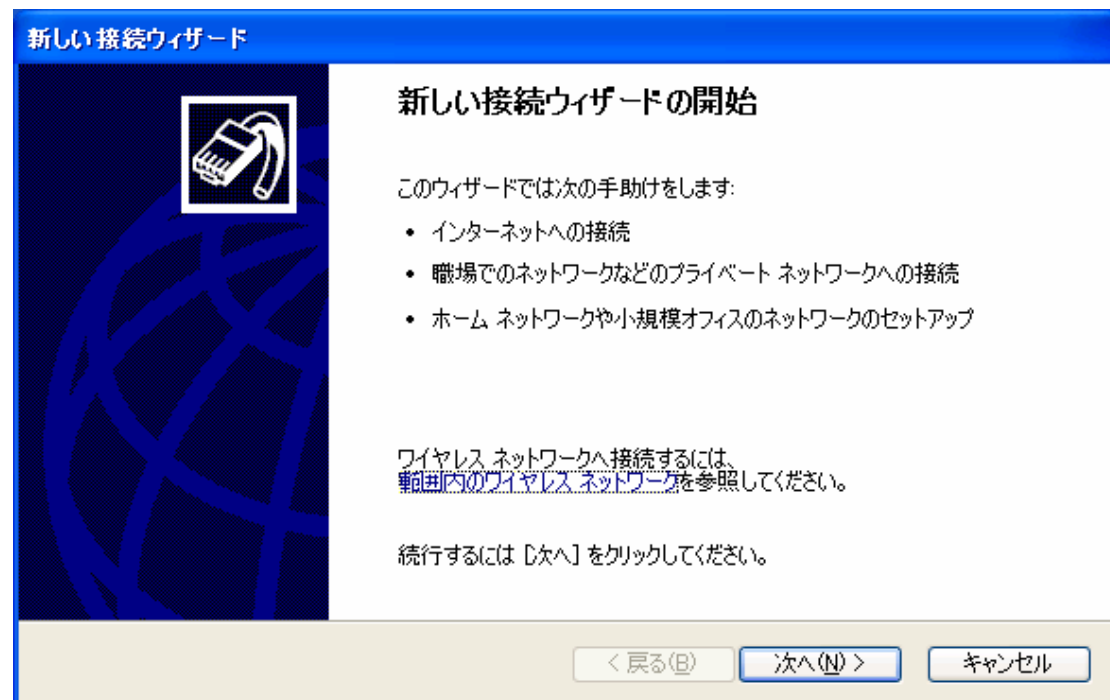 新しい接続ウィザード
新しい接続ウィザードの開始
このウィザードでは次の手助けをします:
• インターネットへの接続
• 職場でのネットワークなどのプライベート ネットワークへの接続
• ホーム ネットワークや小規模オフィスのネットワークのセットアップ
ワイヤレス ネットワークへ接続するには、
範囲内のワイヤレス ネットワークを参照してください。
続行するには [次へ] をクリックしてください。
< 戻る(B) 次へ(N) > キャンセル